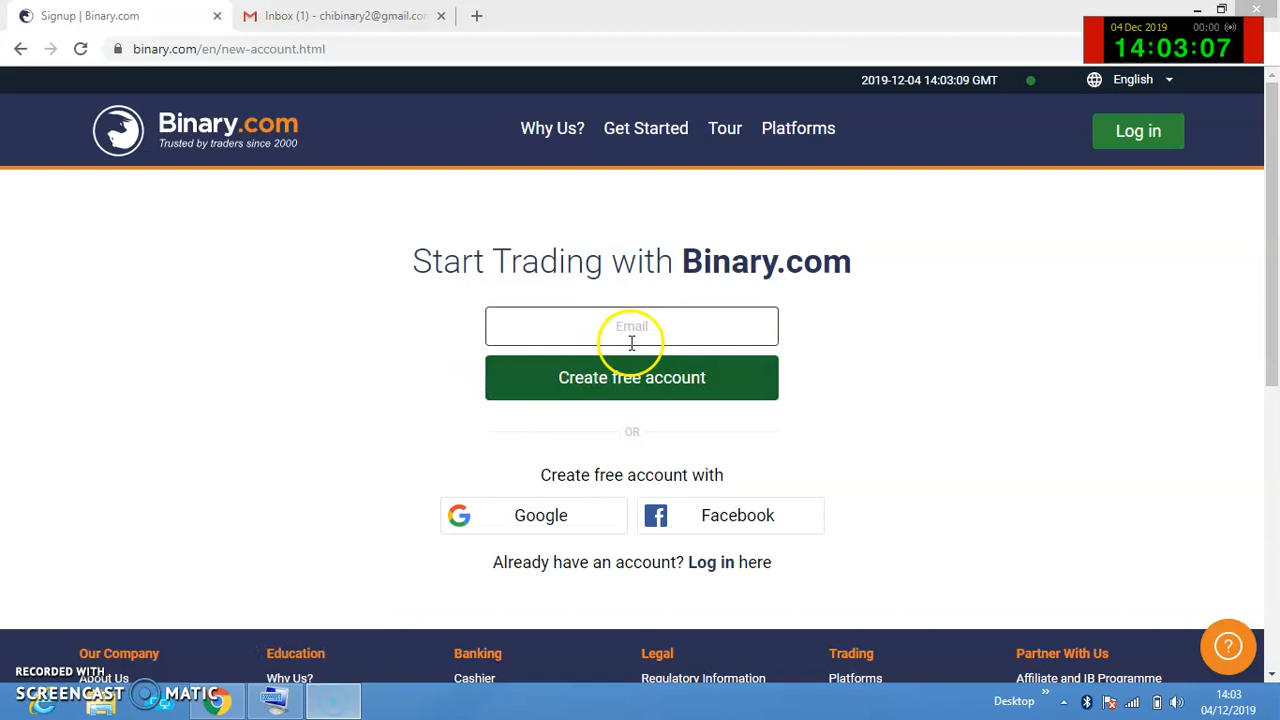 Signup | Binary.com
Inbox (1) - chibinary2@gmail.com
04 Dec 2019 00:00
14:03:07
binary.com/en/new-account.html
2019-12-04 14:03:09 GMT
English
Binary.com
Trusted by traders since 2000
Why Us? Get Started Tour Platforms
Log in
Start Trading with Binary.com
Email
Create free account
OR
Create free account with
Google
Facebook
Already have an account? Log in here
Our Company Education Banking Legal Trading Partner With Us
About Us Why Us? Cashier Regulatory Information Platforms Affiliate and IB Programme
?
RECORDED WITH
SCREENCAST MATIC
Desktop
14:03
04/12/2019